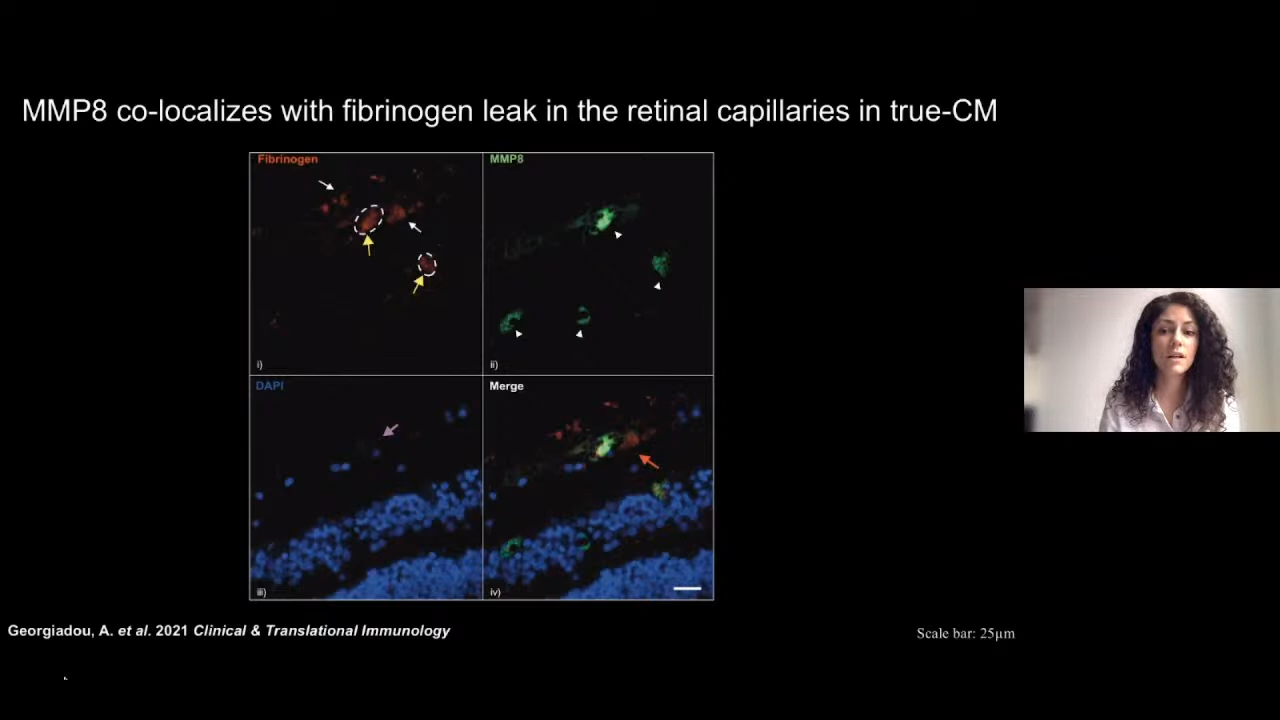 MMP8 co-localizes with fibrinogen leak in the retinal capillaries in true-CM
Fibrinogen
MMP8
i)
ii)
DAPI
Merge
iii)
iv)
Georgiadou, A. et al. 2021 Clinical & Translational Immunology
Scale bar: 25µm